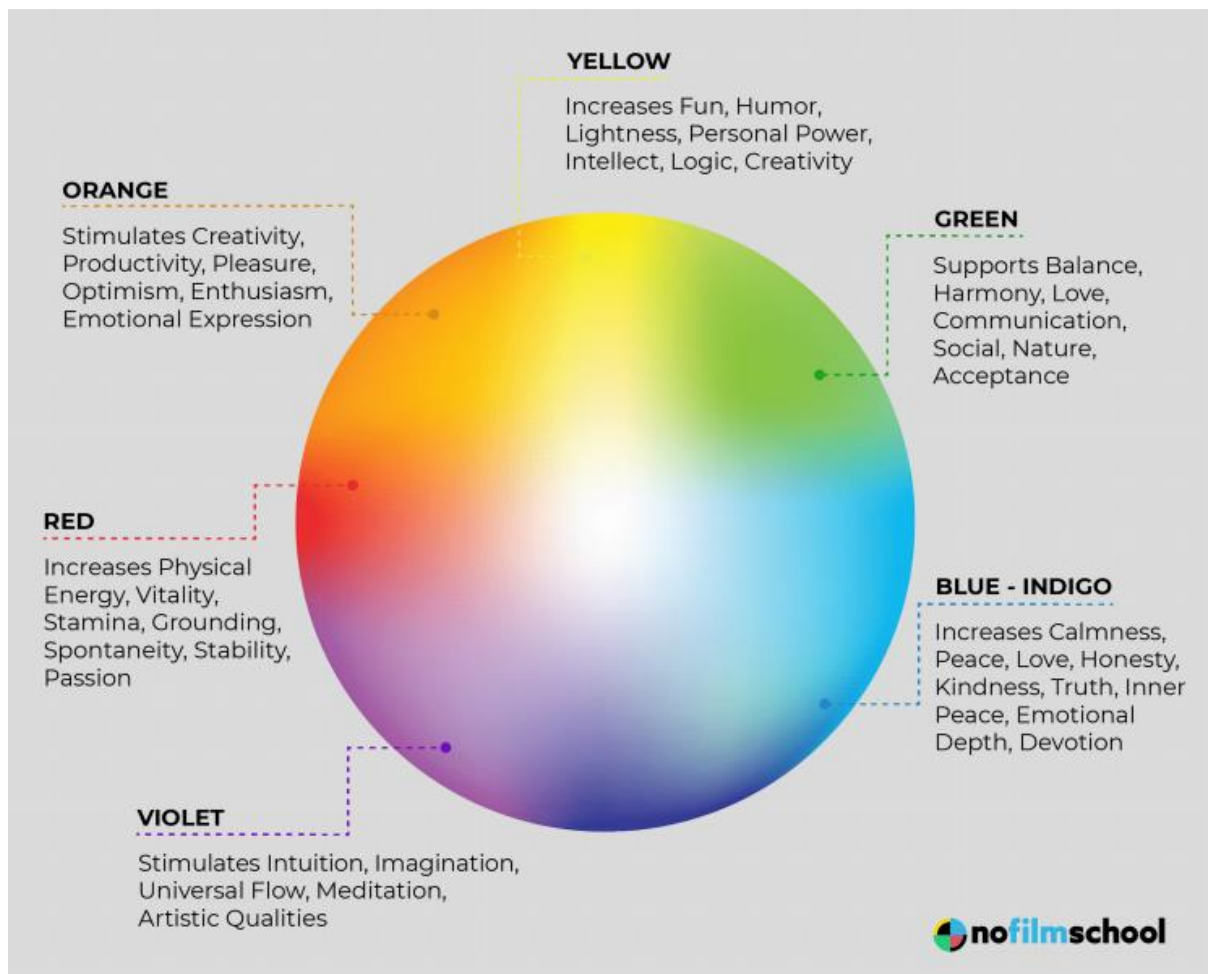 YELLOW
Increases Fun, Humor,
Lightness, Personal Power,
Intellect, Logic, Creativity
ORANGE
Stimulates Creativity,
Productivity, Pleasure,
Optimism, Enthusiasm,
Emotional Expression
GREEN
Supports Balance,
Harmony, Love,
Communication,
Social, Nature,
Acceptance
RED
Increases Physical
Energy, Vitality,
Stamina, Grounding,
Spontaneity, Stability,
Passion
BLUE - INDIGO
Increases Calmness,
Peace, Love, Honesty,
Kindness, Truth, Inner
Peace, Emotional
Depth, Devotion
VIOLET
Stimulates Intuition, Imagination,
Universal Flow, Meditation,
Artistic Qualities
nofilmschool